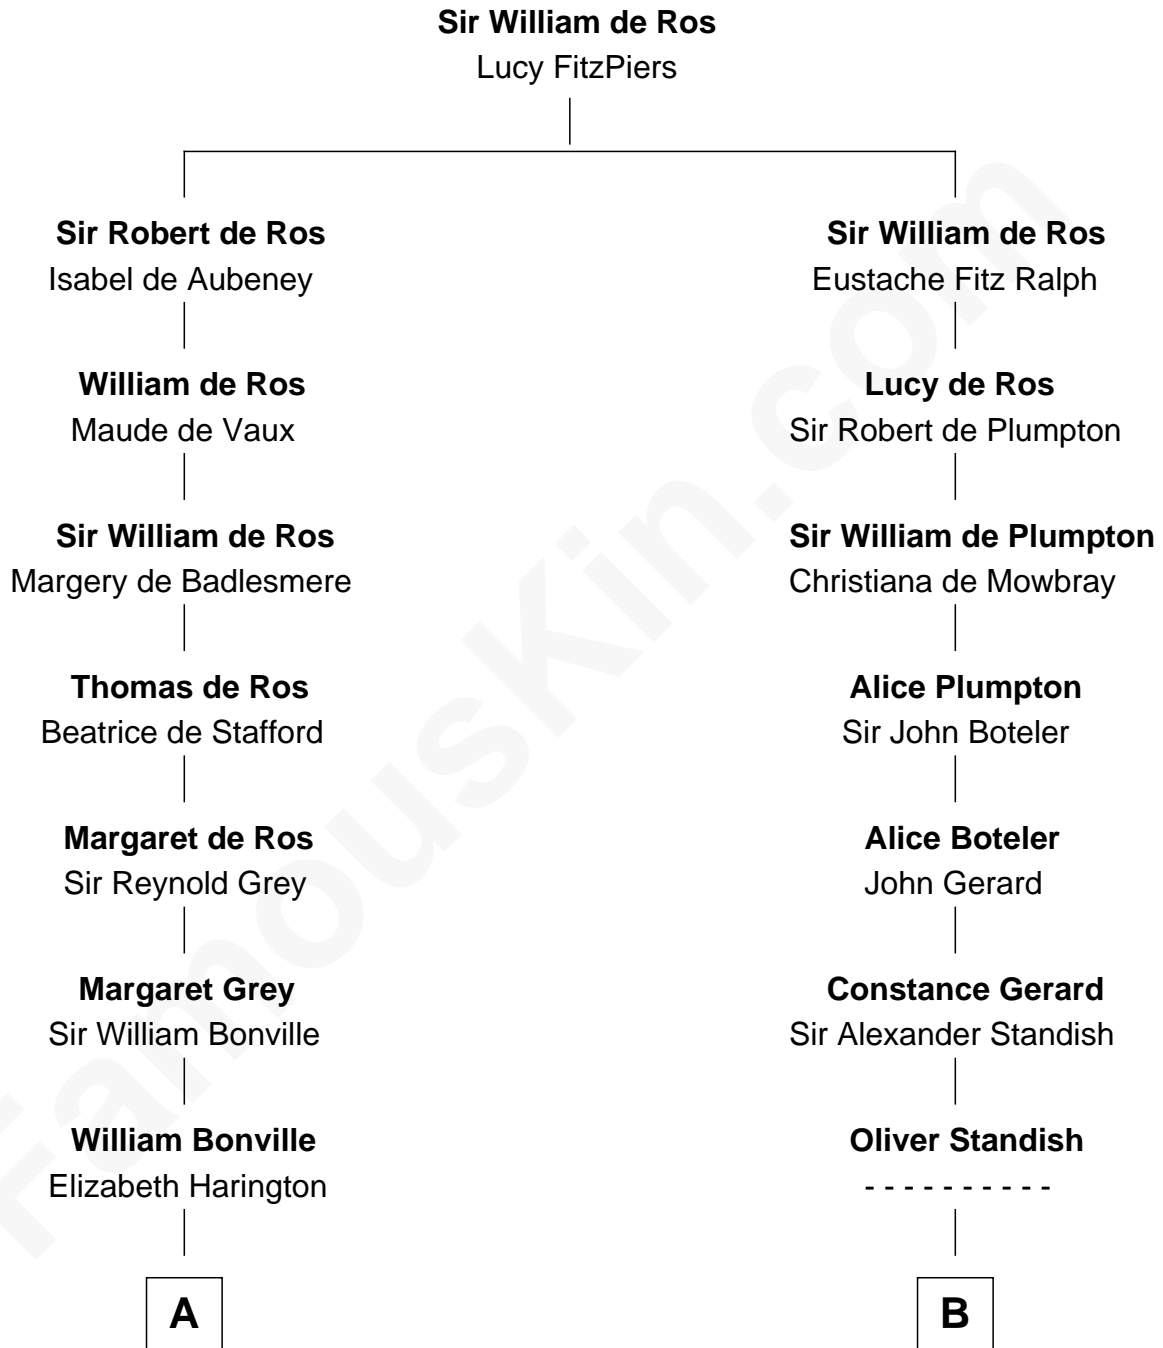 Sir William de Ros
Lucy FitzPiers
Sir Robert de Ros
Isabel de Aubeney
Sir William de Ros
Eustache Fitz Ralph
William de Ros
Maude de Vaux
Lucy de Ros
Sir Robert de Plumpton
Sir William de Ros
Margery de Badlesmere
Sir William de Plumpton
Christiana de Mowbray
Thomas de Ros
Beatrice de Stafford
Alice Plumpton
Sir John Boteler
Margaret de Ros
Sir Reynold Grey
Alice Boteler
John Gerard
Margaret Grey
Sir William Bonville
Constance Gerard
Sir Alexander Standish
William Bonville
Elizabeth Harington
Oliver Standish
- - - - - - - - - -
A
B
FamousKin.com